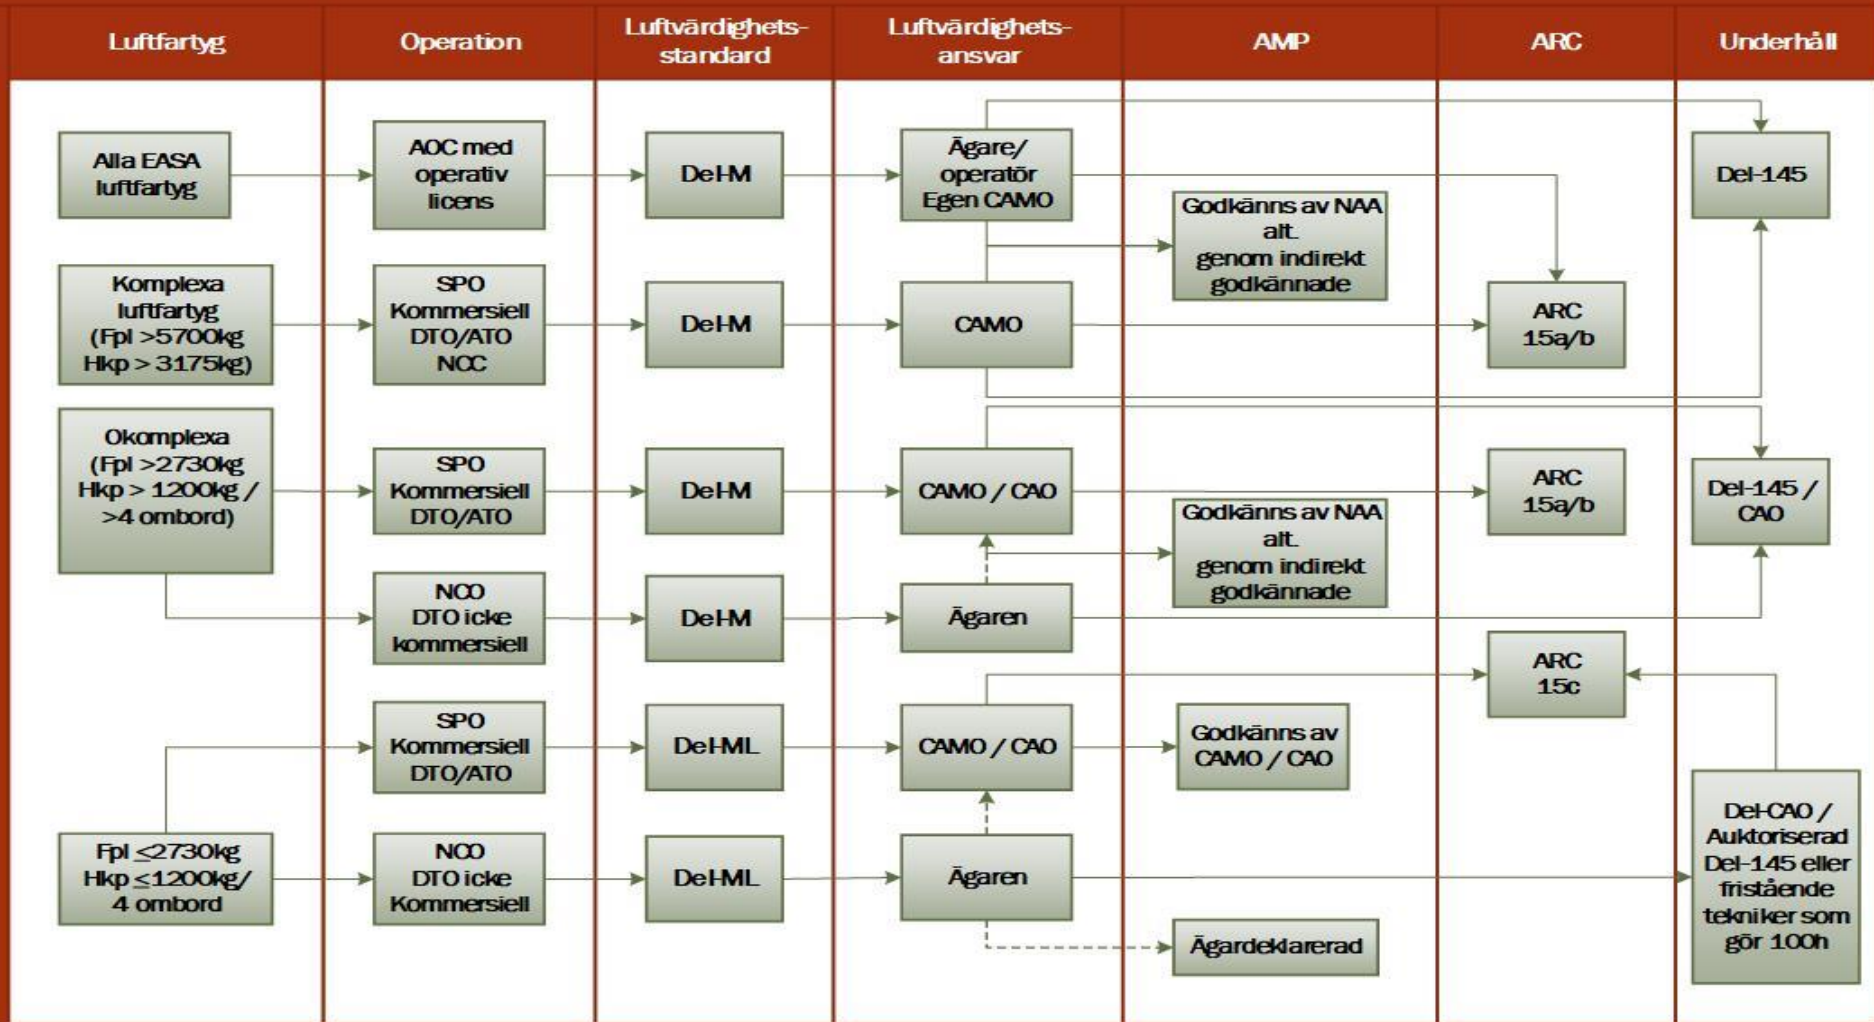 Luftfartyg
Operation
Luftvärdighets-
standard
Luftvärdighets-
ansvar
AMP
ARC
Underhåll
Alla EASA
luftfartyg
AOC med
operativ
licens
Del-M
Ägare/
operatör
Egen CAMO
Godkänns av NAA
alt.
genom indirekt
godkännade
Del-145
Komplexa
luftfartyg
(Fpl >5700kg
Hkp > 3175kg)
SPO
Kommersiell
DTO/ATO
NCC
Del-M
CAMO
ARC
15a/b
Okomplexa
(Fpl >2730kg
Hkp > 1200kg /
>4 ombord)
SPO
Kommersiell
DTO/ATO
Del-M
CAMO / CAO
Godkänns av NAA
alt.
genom indirekt
godkännade
ARC
15a/b
Del-145 /
CAO
NCO
DTO icke
kommersiell
Del-M
Ägaren
ARC
15c
SPO
Kommersiell
DTO/ATO
Del-ML
CAMO / CAO
Godkänns av
CAMO / CAO
Fpl ≤2730kg
Hkp ≤1200kg/
4 ombord
NCO
DTO icke
Kommersiell
Del-ML
Ägaren
Ägardeklarerad
Del-CAO /
Auktoriserad
Del-145 eller
fristående
tekniker som
gör 100h